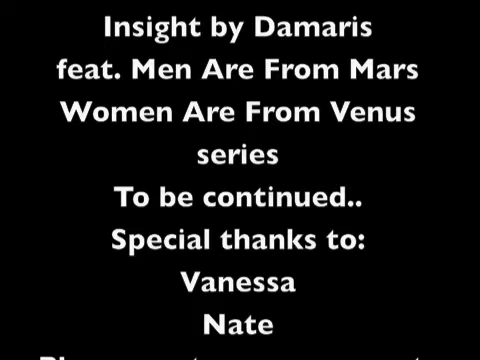 Insight by Damaris
feat. Men Are From Mars
Women Are From Venus
series
To be continued..
Special thanks to:
Vanessa
Nate